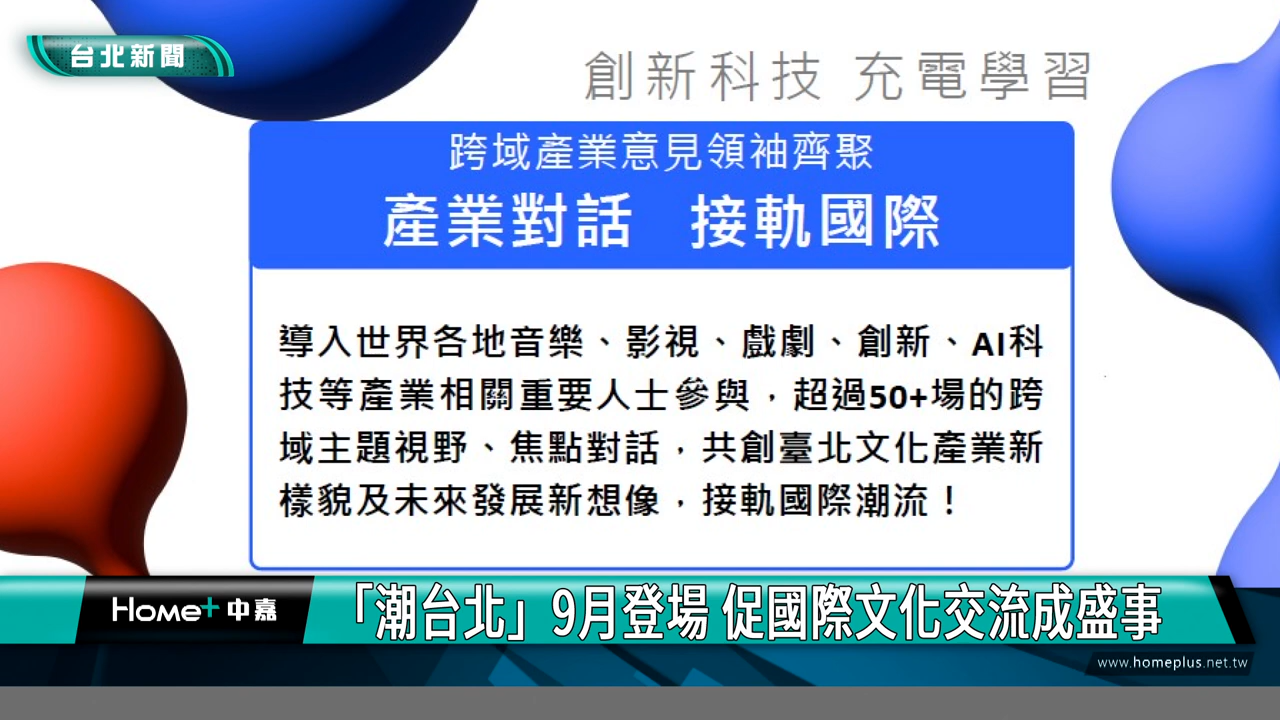 台北新聞
創新科技 充電學習
跨域產業意見領袖齊聚
產業對話 接軌國際
導入世界各地音樂、影視、戲劇、創新、AI科
技等產業相關重要人士參與，超過50+場的跨
域主題視野、焦點對話，共創臺北文化產業新
樣貌及未來發展新想像，接軌國際潮流！
「潮台北」9月登場 促國際文化交流成盛事
Home+ 中嘉
www.homeplus.net.tw